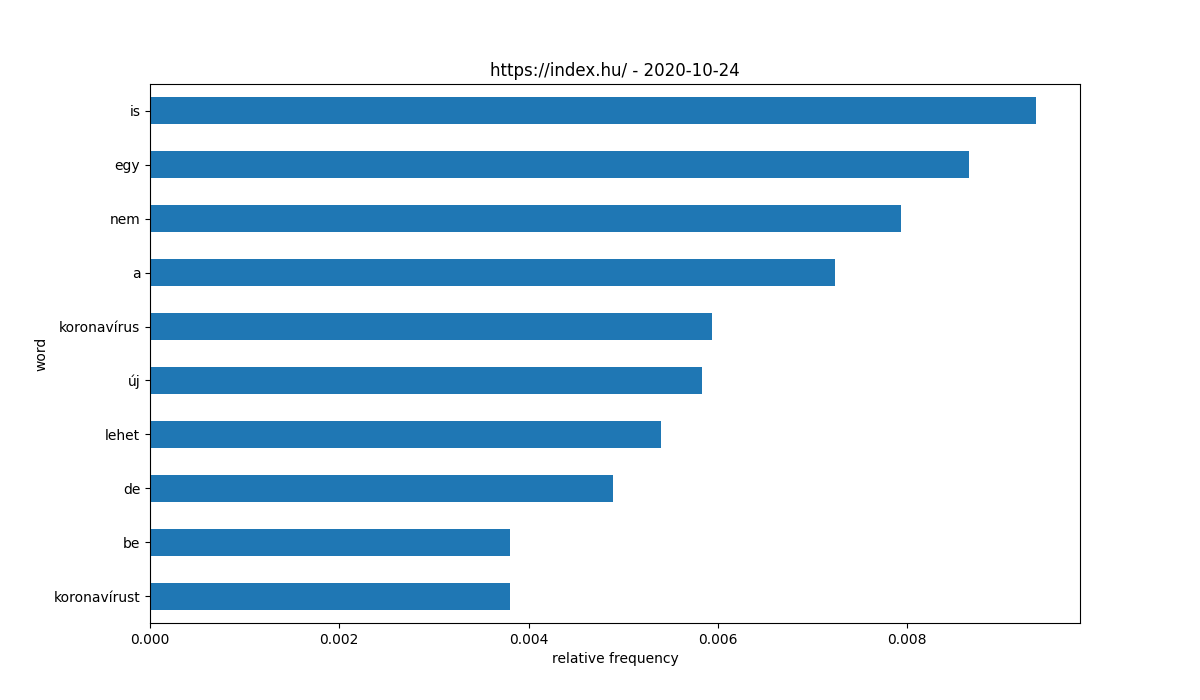 https://index.hu/ - 2020-10-24
is
egy
nem
a
koronavírus
új
lehet
de
be
koronavírust
word
0.000 0.002 0.004 0.006 0.008
relative frequency